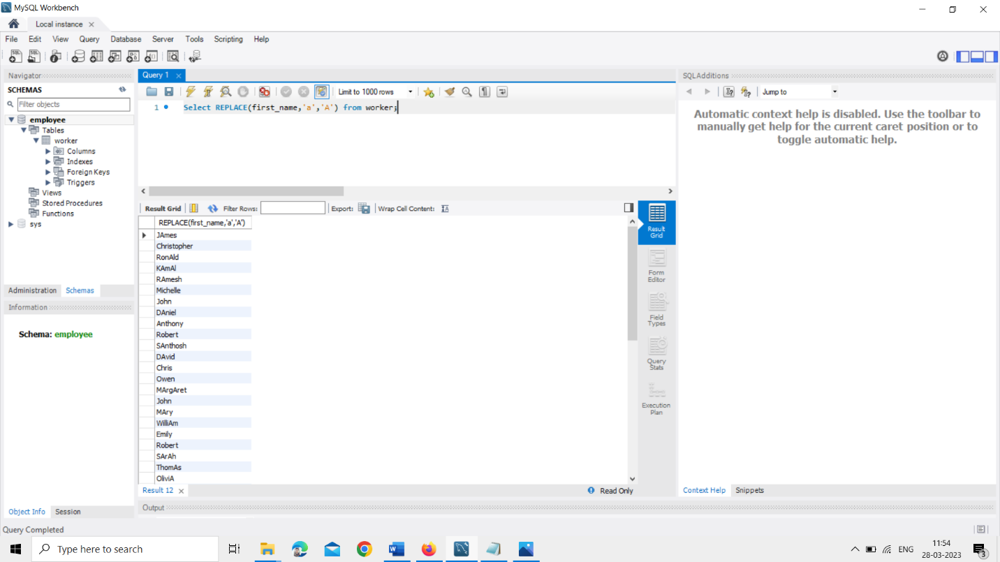 MySQL Workbench
Local instance
File Edit View Query Database Server Tools Scripting Help
Navigator
SCHEMAS
Filter objects
employee
Tables
worker
Columns
Indexes
Foreign Keys
Triggers
Views
Stored Procedures
Functions
sys
Administration Schemas
Information
Schema: employee
Object Info Session
Query 1
Limit to 1000 rows
1 Select REPLACE(first_name,'a','A') from worker;
Result Grid Filter Rows: Export: Wrap Cell Content:
REPLACE(first_name,'a','A')
JAmes
Christopher
RonAld
KAmAl
RAmesh
Michelle
John
DAniel
Anthony
Robert
SAnthosh
DAvid
Chris
Owen
MArgAret
John
MAry
WilliAm
Emily
Robert
SArAh
ThomAs
OliviA
Result
Grid
Form
Editor
Field
Types
Query
Stats
Execution
Plan
Result 12 Read Only
Output
SQLAdditions
Jump to
Automatic context help is disabled. Use the toolbar to
manually get help for the current caret position or to
toggle automatic help.
Context Help Snippets
Query Completed
Type here to search
ENG
11:54
28-03-2023
3